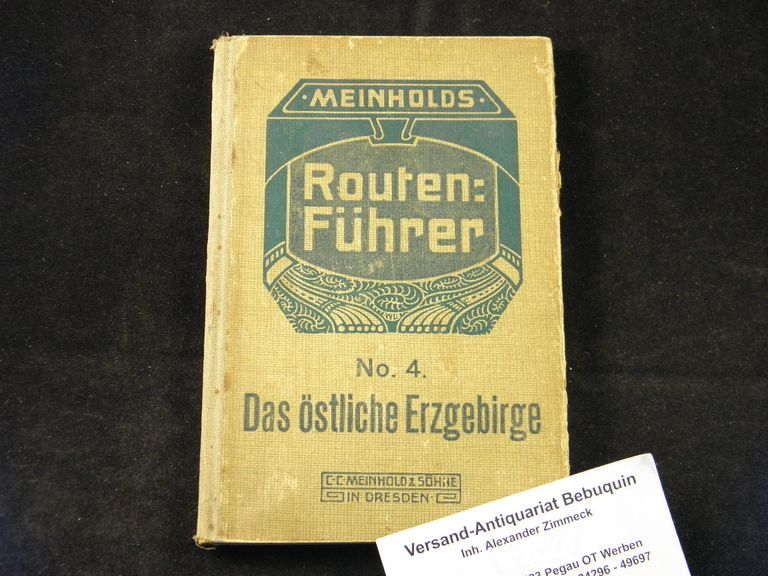 ·MEINHOLDS·
Routen:
Führer
No. 4.
Das östliche Erzgebirge
C·C·MEINHOLD & SÖHNE
IN DRESDEN·
Versand-Antiquariat Bebuquin
Inh. Alexander Zimmeck
Pegau OT Werben
- 49697